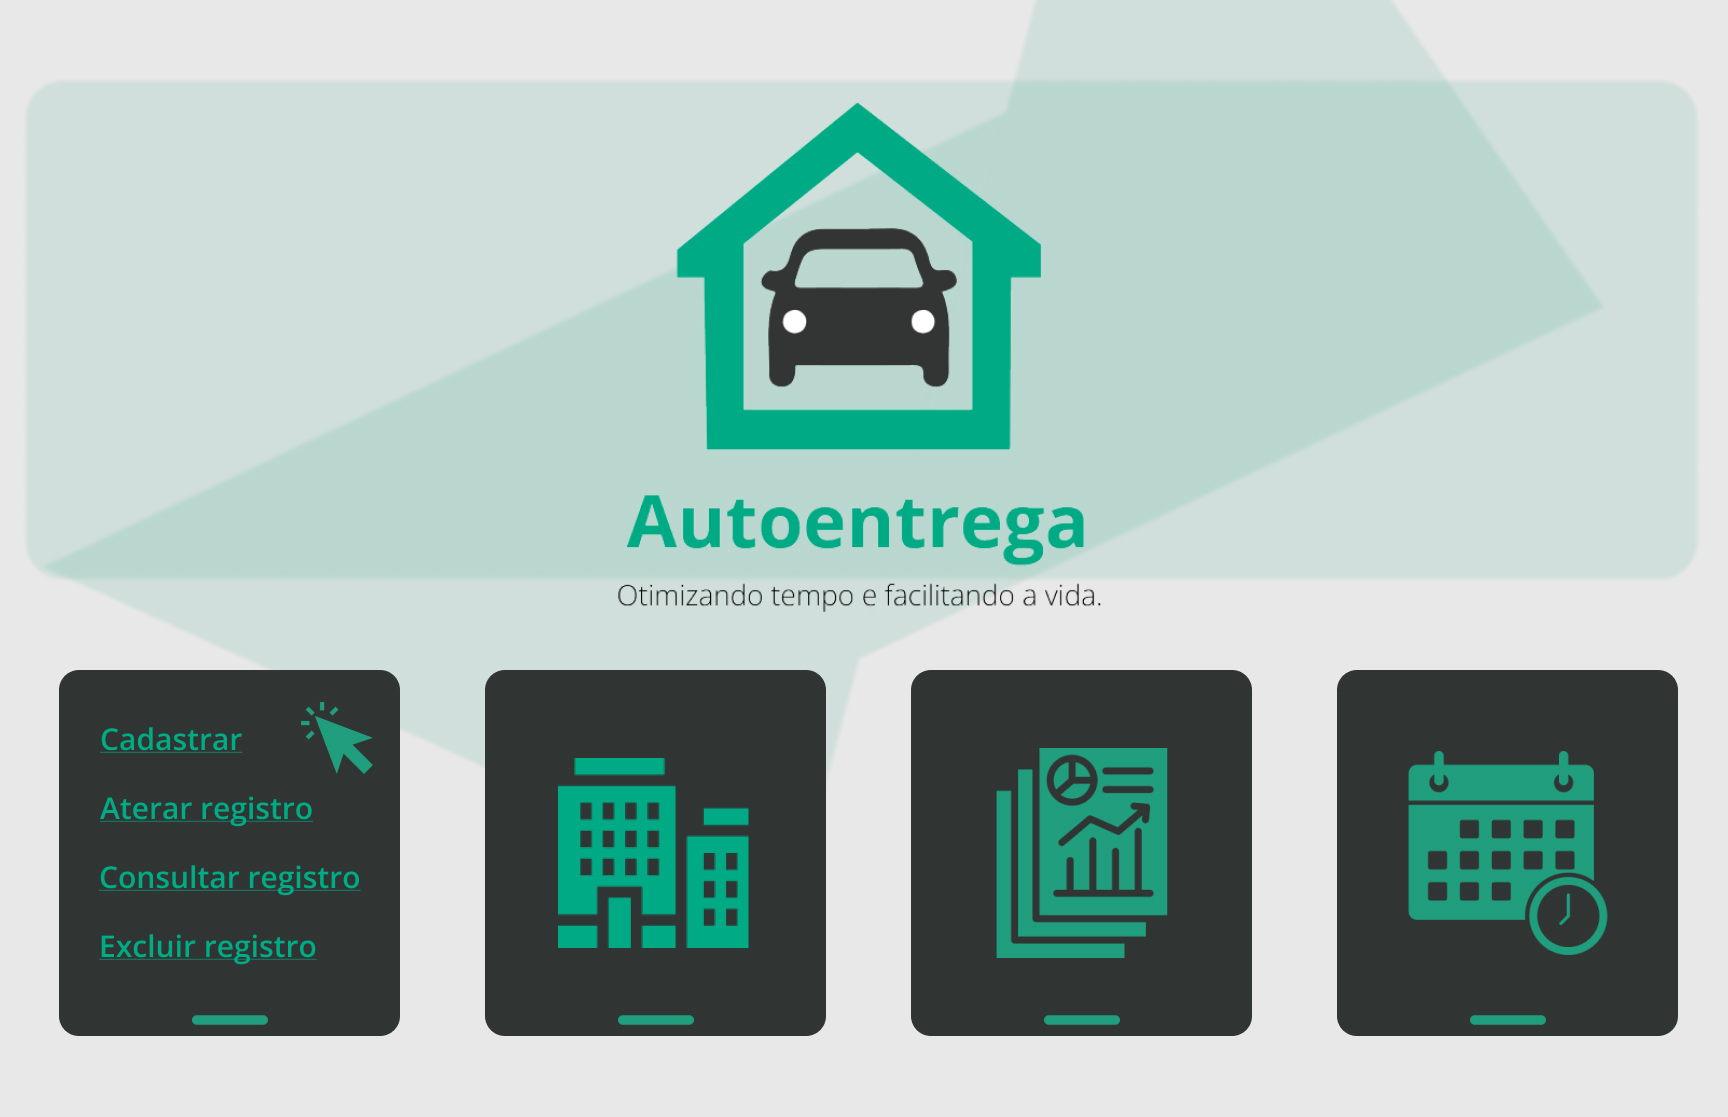 Autoentrega
Otimizando tempo e facilitando a vida.
Cadastrar
Aterar registro
Consultar registro
Excluir registro